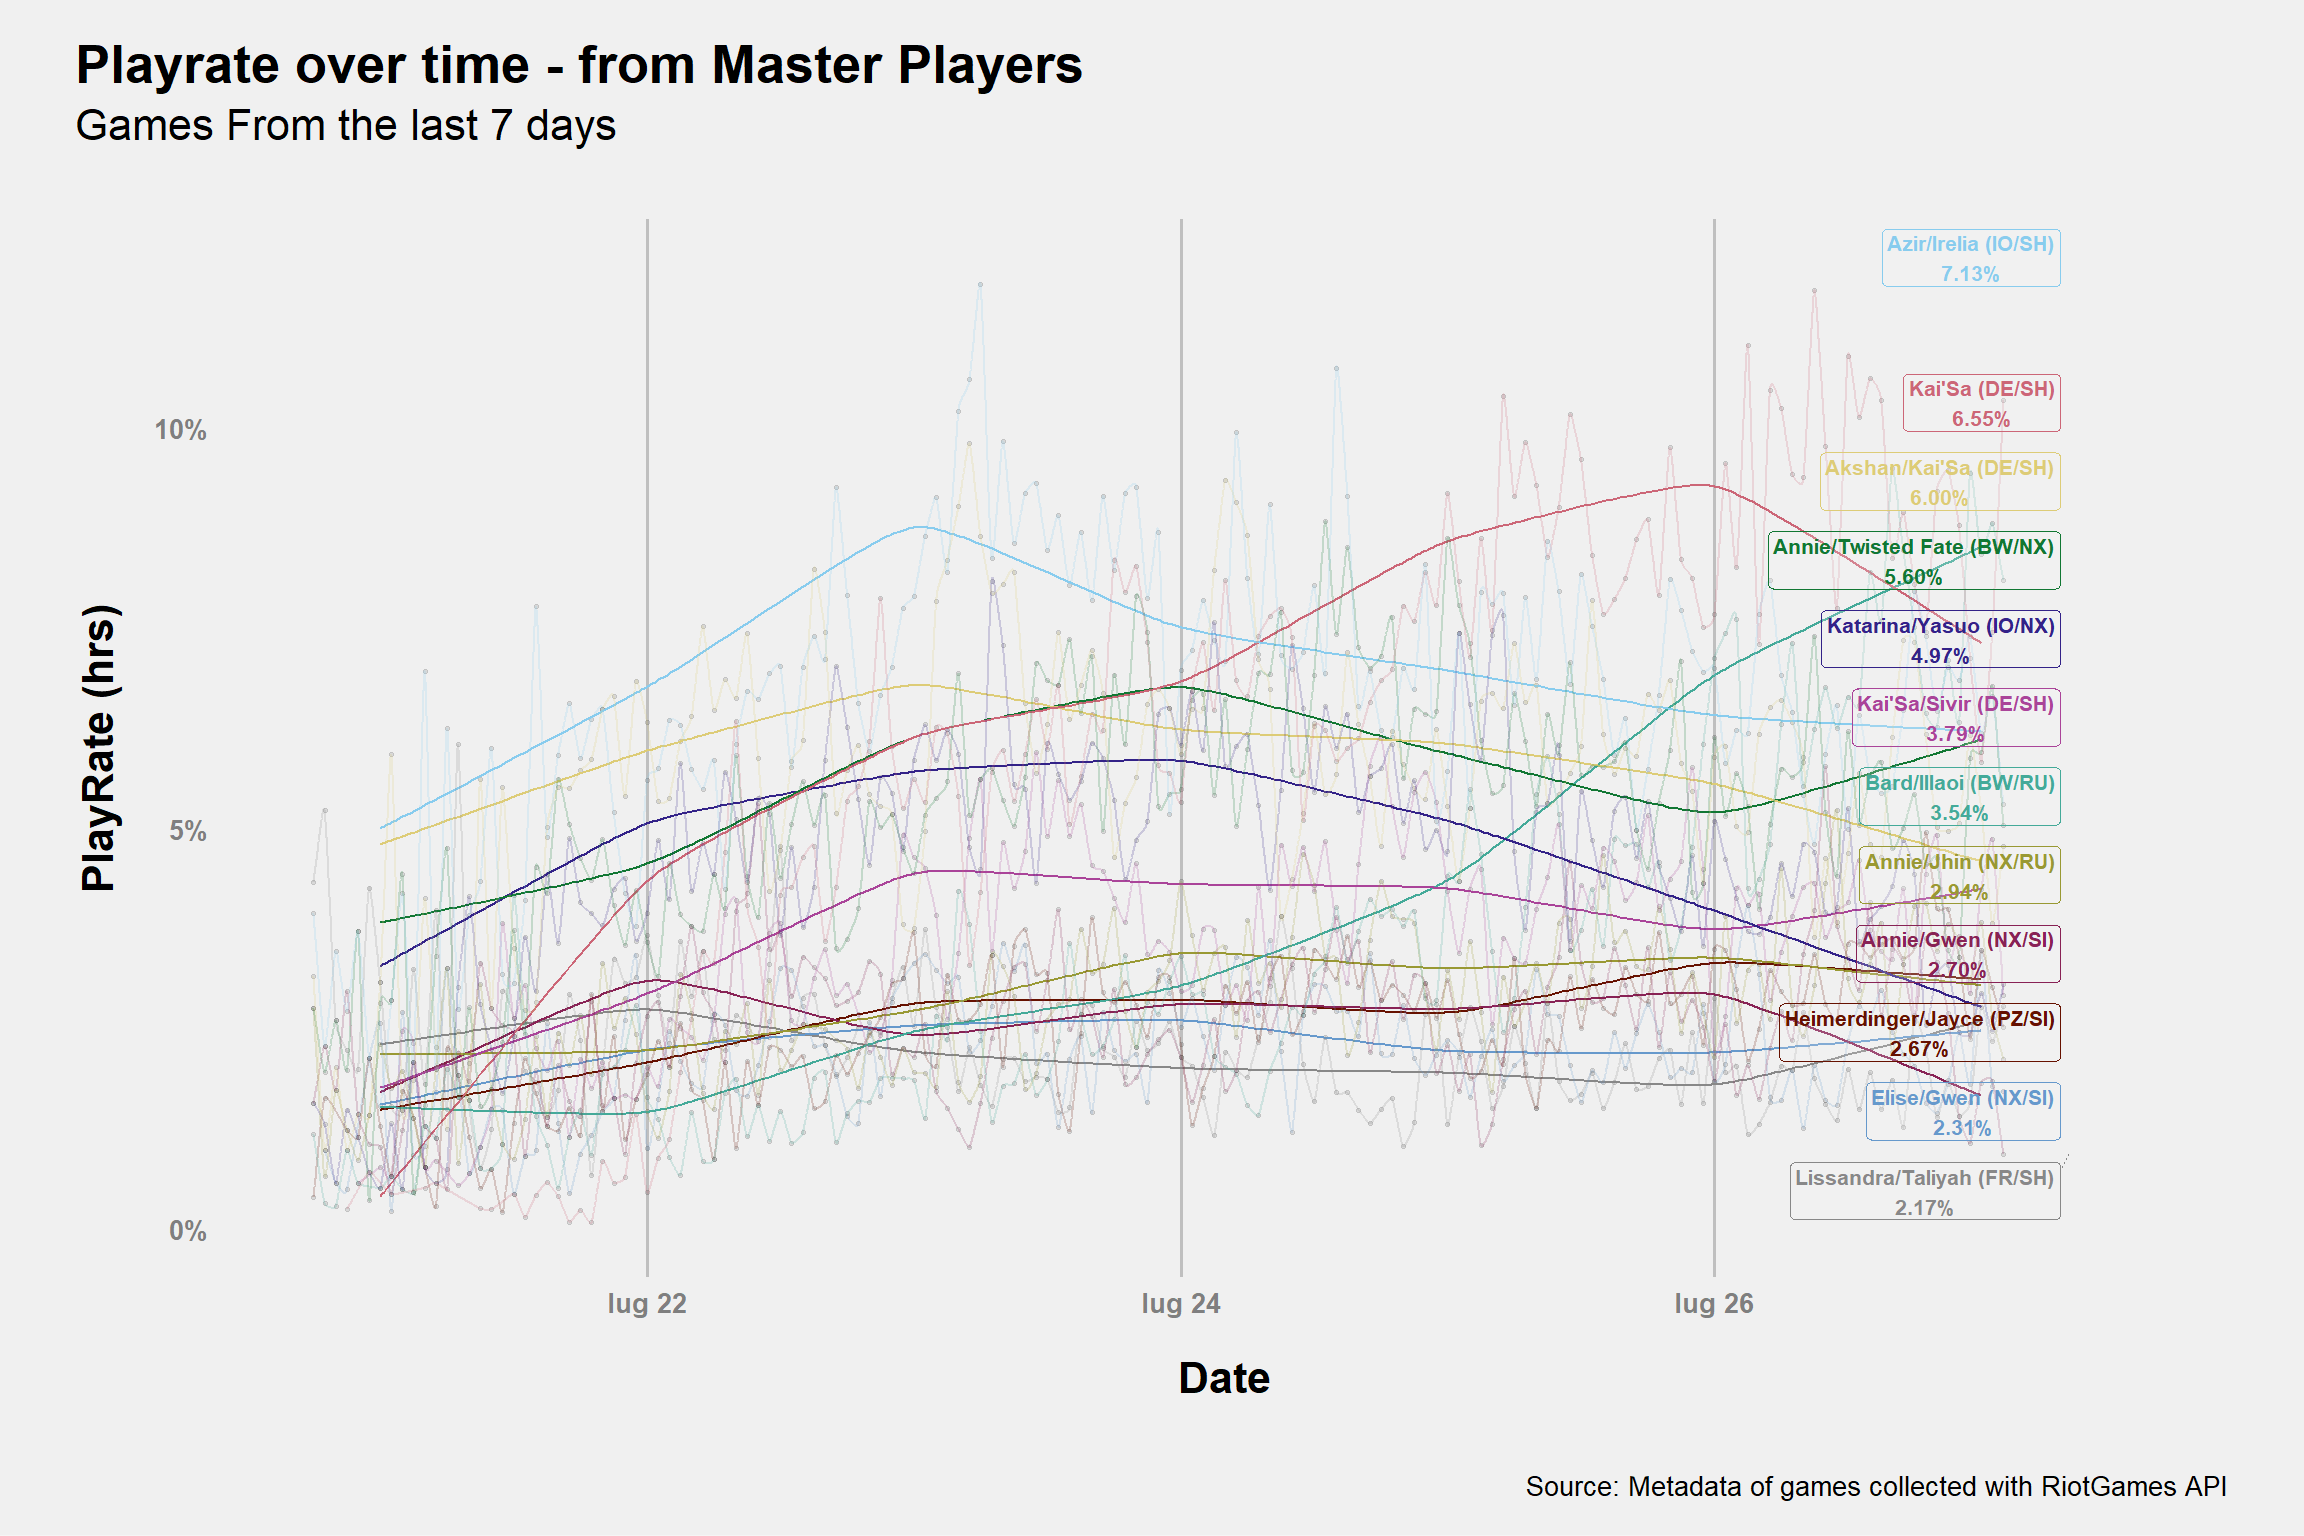 Playrate over time - from Master Players
Games From the last 7 days
PlayRate (hrs)
10%
5%
0%
Azir/Irelia (IO/SH)
7.13%
Kai'Sa (DE/SH)
6.55%
Akshan/Kai'Sa (DE/SH)
6.00%
Annie/Twisted Fate (BW/NX)
5.60%
Katarina/Yasuo (IO/NX)
4.97%
Kai'Sa/Sivir (DE/SH)
3.79%
Bard/Illaoi (BW/RU)
3.54%
Annie/Jhin (NX/RU)
2.94%
Annie/Gwen (NX/SI)
2.70%
Heimerdinger/Jayce (PZ/SI)
2.67%
Elise/Gwen (NX/SI)
2.31%
Lissandra/Taliyah (FR/SH)
2.17%
lug 22
lug 24
lug 26
Date
Source: Metadata of games collected with RiotGames API